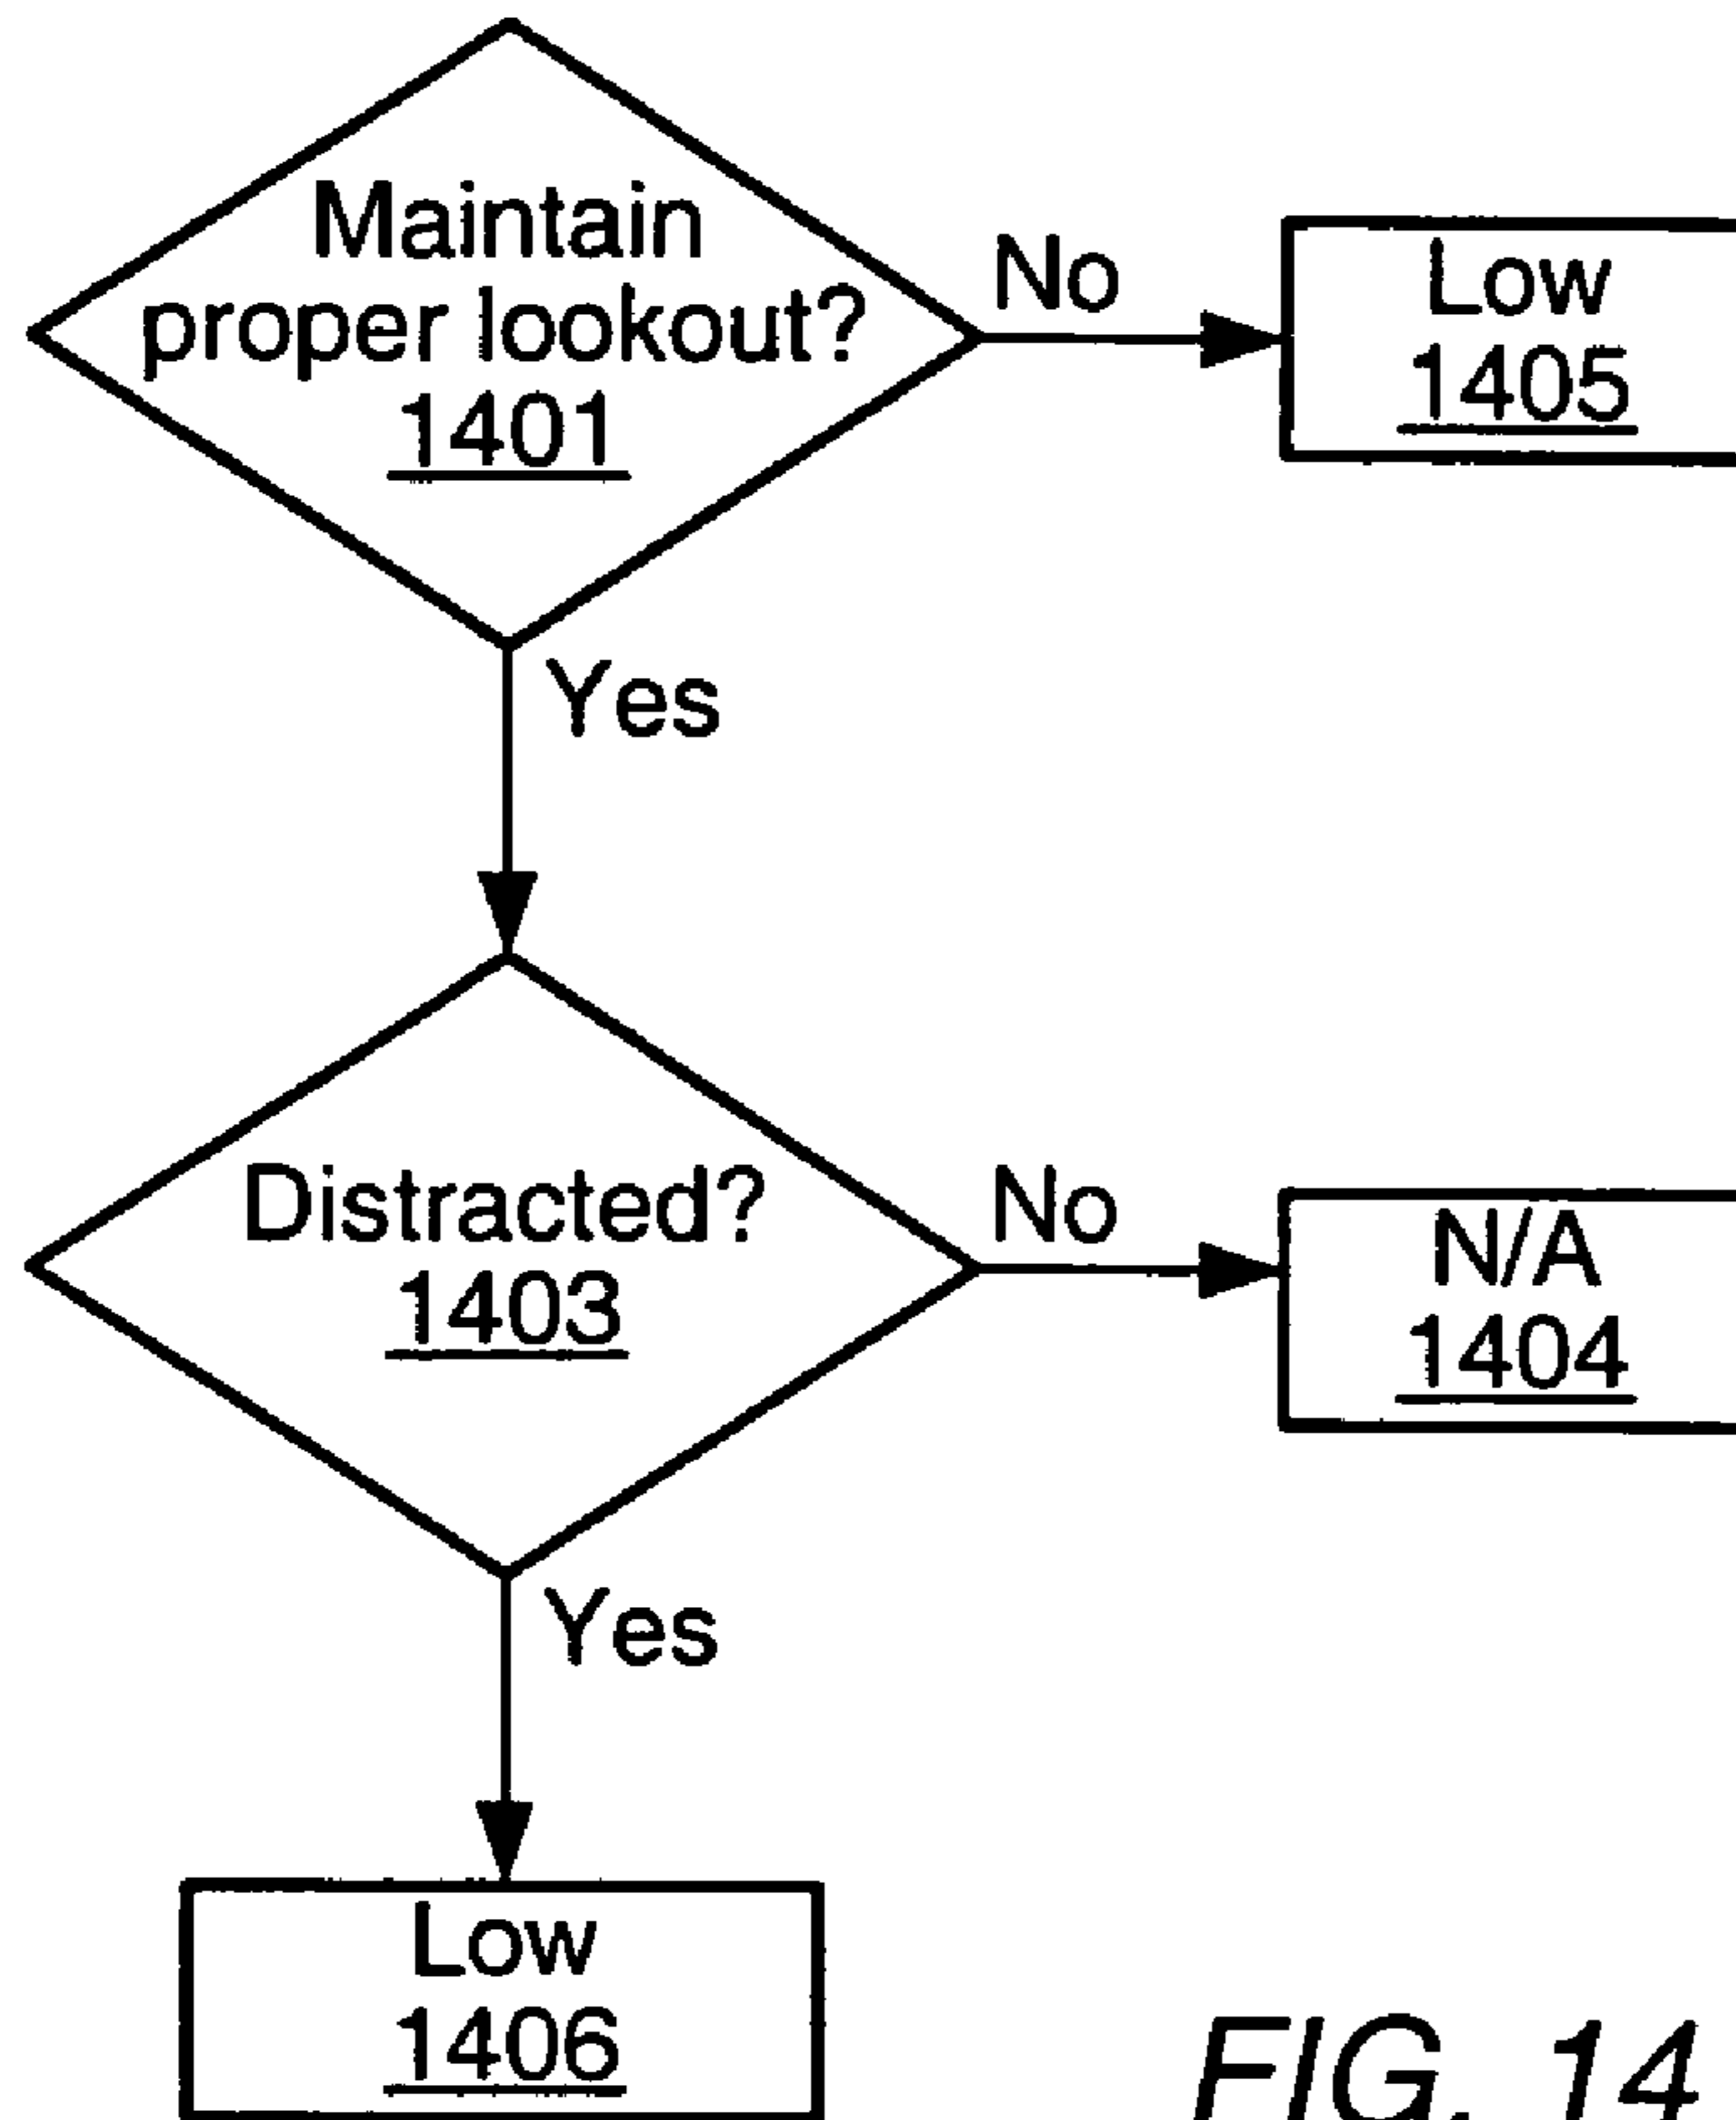 Maintain
proper lookout?
1401
No
Low
1405
Yes
Distracted?
1403
No
N/A
1404
Yes
Low
1406
FIG. 14